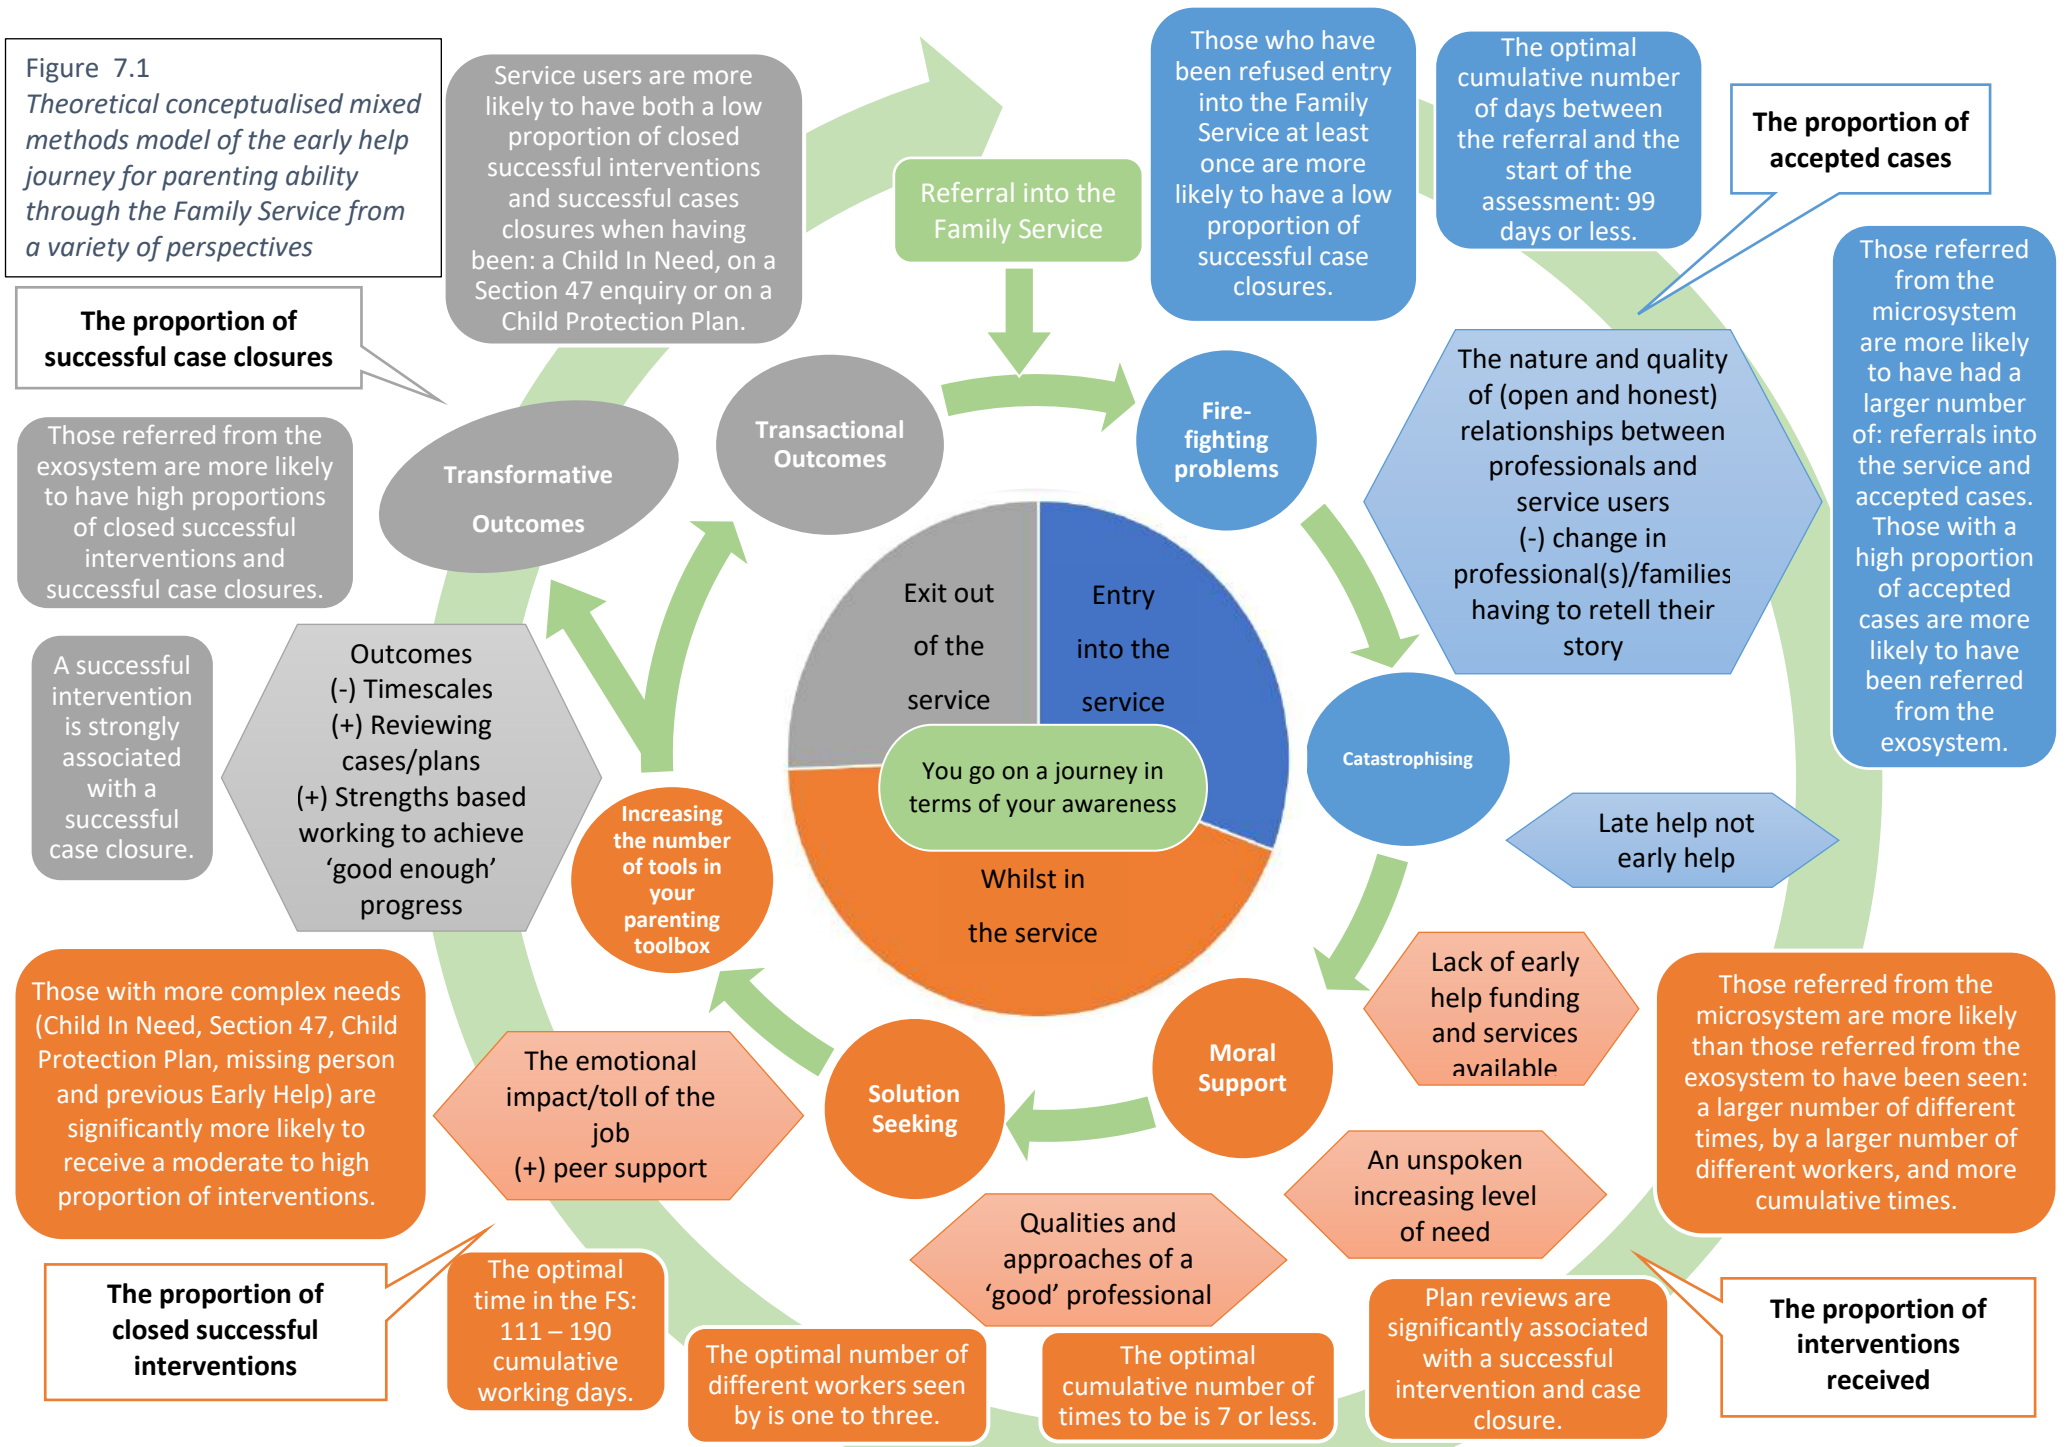 Figure 7.1
Theoretical conceptualised mixed
methods model of the early help
journey for parenting ability
through the Family Service from
a variety of perspectives
Service users are more
likely to have both a low
proportion of closed
successful interventions
and successful cases
closures when having
been: a Child In Need, on a
Section 47 enquiry or on a
Child Protection Plan.
Referral into the
Family Service
Those who have
been refused entry
into the Family
Service at least
once are more
likely to have a low
proportion of
successful case
closures.
The optimal
cumulative number
of days between
the referral and the
start of the
assessment: 99
days or less.
The proportion of
accepted cases
Those referred
from the
microsystem
are more likely
to have had a
larger number
of: referrals into
the service and
accepted cases.
Those with a
high proportion
of accepted
cases are more
likely to have
been referred
from the
exosystem.
The proportion of
successful case closures
Those referred from the
exosystem are more likely
to have high proportions
of closed successful
interventions and
successful case closures.
Transformative
Outcomes
Transactional
Outcomes
Fire-
fighting
problems
The nature and quality
of (open and honest)
relationships between
professionals and
service users
(-) change in
professional(s)/families
having to retell their
story
Exit out
of the
service
Entry
into the
service
You go on a journey in
terms of your awareness
Whilst in
the service
A successful
intervention
is strongly
associated
with a
successful
case closure.
Outcomes
(-) Timescales
(+) Reviewing
cases/plans
(+) Strengths based
working to achieve
‘good enough’
progress
Increasing
the number
of tools in
your
parenting
toolbox
Catastrophising
Late help not
early help
Lack of early
help funding
and services
available
Those with more complex needs
(Child In Need, Section 47, Child
Protection Plan, missing person
and previous Early Help) are
significantly more likely to
receive a moderate to high
proportion of interventions.
The emotional
impact/toll of the
job
(+) peer support
Solution
Seeking
Moral
Support
An unspoken
increasing level
of need
Those referred from the
microsystem are more likely
than those referred from the
exosystem to have been seen:
a larger number of different
times, by a larger number of
different workers, and more
cumulative times.
Qualities and
approaches of a
‘good’ professional
The proportion of
closed successful
interventions
The optimal
time in the FS:
111 – 190
cumulative
working days.
The optimal number of
different workers seen
by is one to three.
The optimal
cumulative number of
times to be is 7 or less.
Plan reviews are
significantly associated
with a successful
intervention and case
closure.
The proportion of
interventions
received